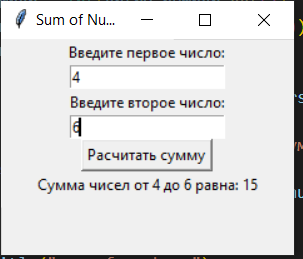 Sum of Nu...
Введите первое число:
4
Введите второе число:
6
Расчитать сумму
Сумма чисел от 4 до 6 равна: 15